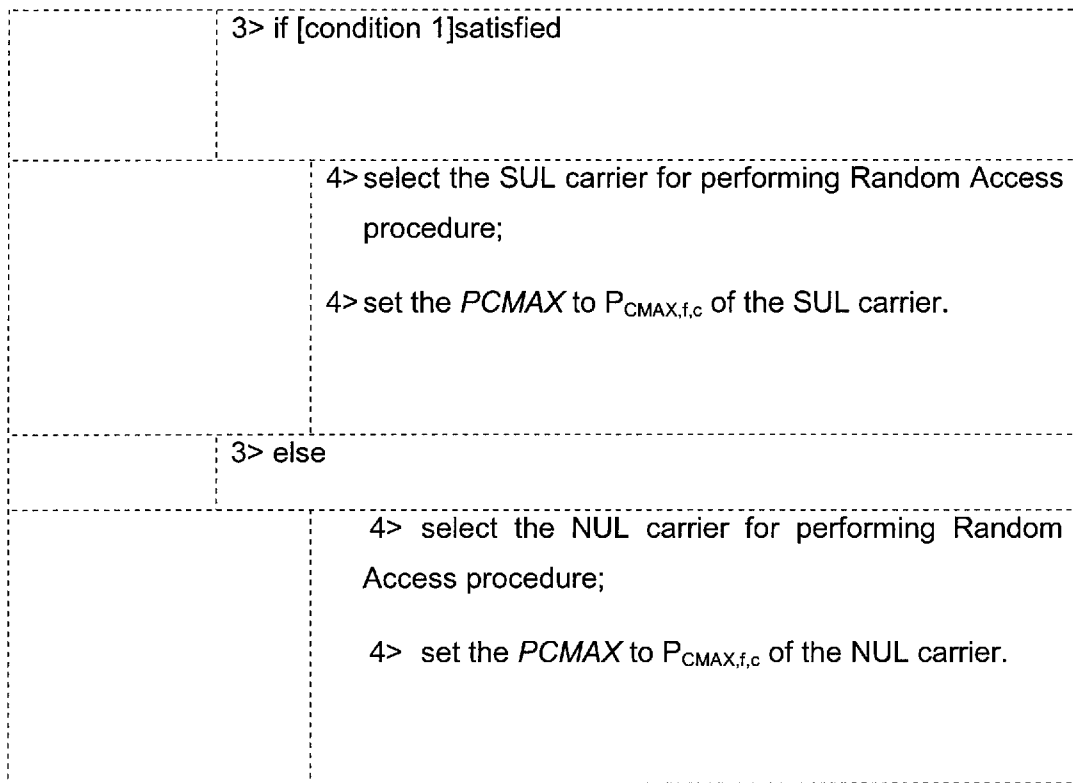 3> if [condition 1]satisfied
4> select the SUL carrier for performing Random Access
procedure;
4> set the PCMAX to PCMAX,f,c of the SUL carrier.
3> else
4> select the NUL carrier for performing Random
Access procedure;
4> set the PCMAX to PCMAX,f,c of the NUL carrier.